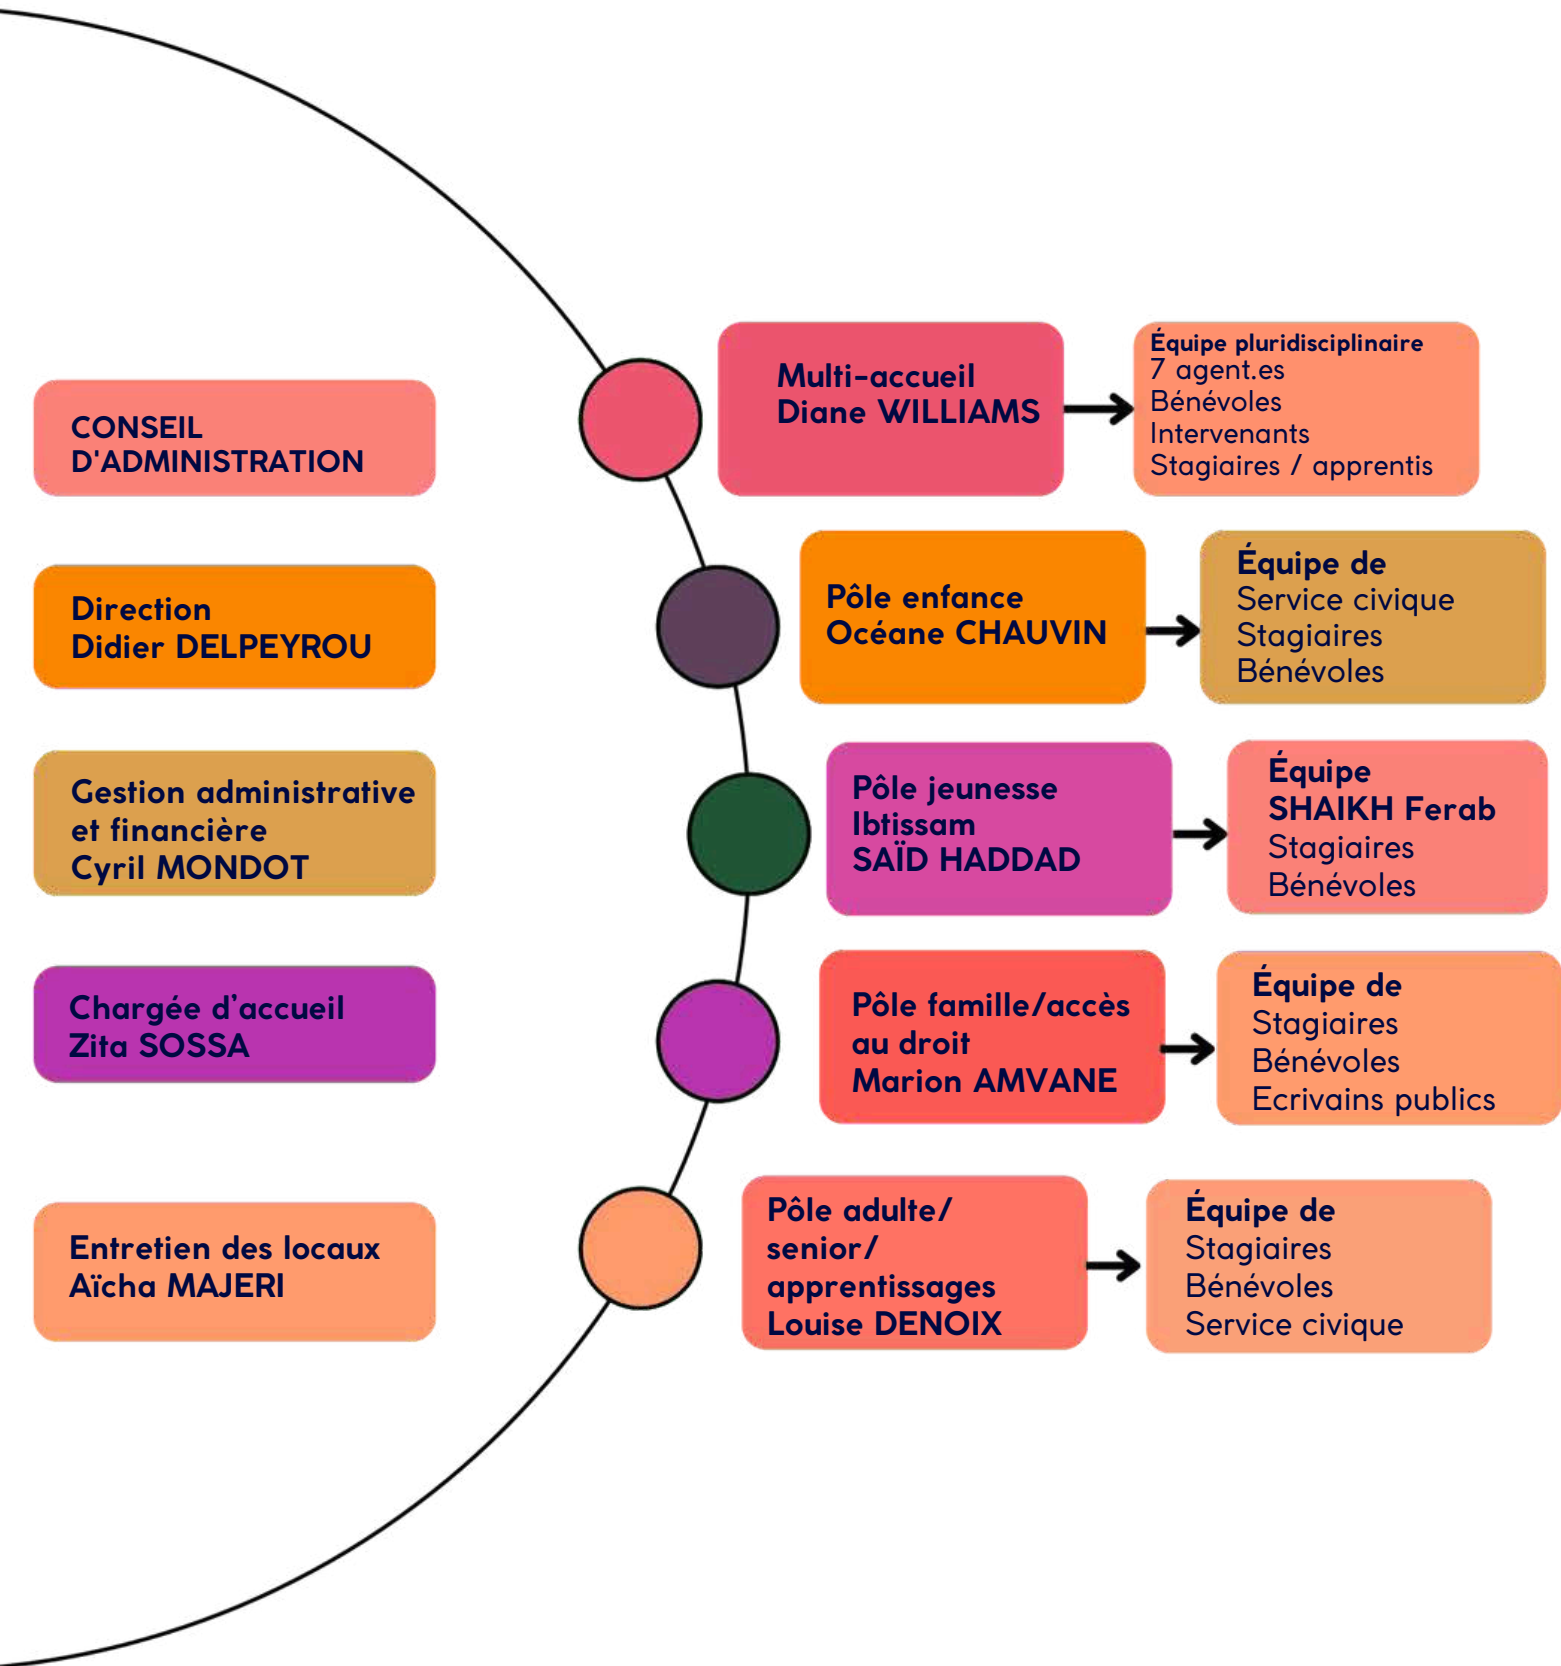 CONSEIL
D'ADMINISTRATION
Direction
Didier DELPEYROU
Gestion administrative
et financière
Cyril MONDOT
Chargée d’accueil
Zita SOSSA
Entretien des locaux
Aïcha MAJERI
Multi-accueil
Diane WILLIAMS
Équipe pluridisciplinaire
7 agent.es
Bénévoles
Intervenants
Stagiaires / apprentis
Pôle enfance
Océane CHAUVIN
Équipe de
Service civique
Stagiaires
Bénévoles
Pôle jeunesse
Ibtissam
SAÏD HADDAD
Équipe
SHAIKH Ferab
Stagiaires
Bénévoles
Pôle famille/accès
au droit
Marion AMVANE
Équipe de
Stagiaires
Bénévoles
Ecrivains publics
Pôle adulte/
senior/
apprentissages
Louise DENOIX
Équipe de
Stagiaires
Bénévoles
Service civique